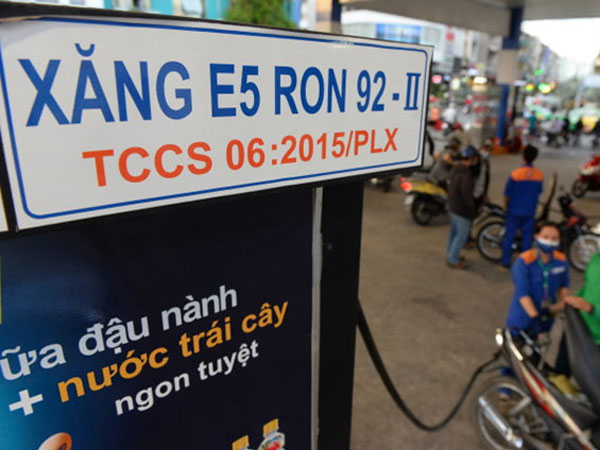 XĂNG E5 RON 92 - II
TCCS 06:2015/PLX
ữa đậu nành
+ nước trái cây
ngon tuyệt